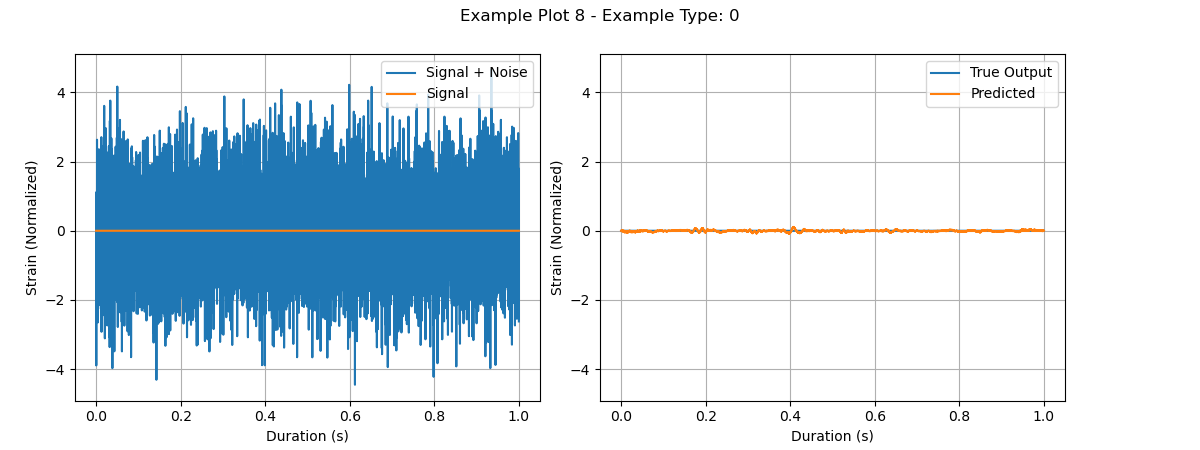 Example Plot 8 - Example Type: 0
Signal + Noise
Signal
4
2
0
−2
−4
Strain (Normalized)
0.0 0.2 0.4 0.6 0.8 1.0
Duration (s)
True Output
Predicted
4
2
0
−2
−4
Strain (Normalized)
0.0 0.2 0.4 0.6 0.8 1.0
Duration (s)